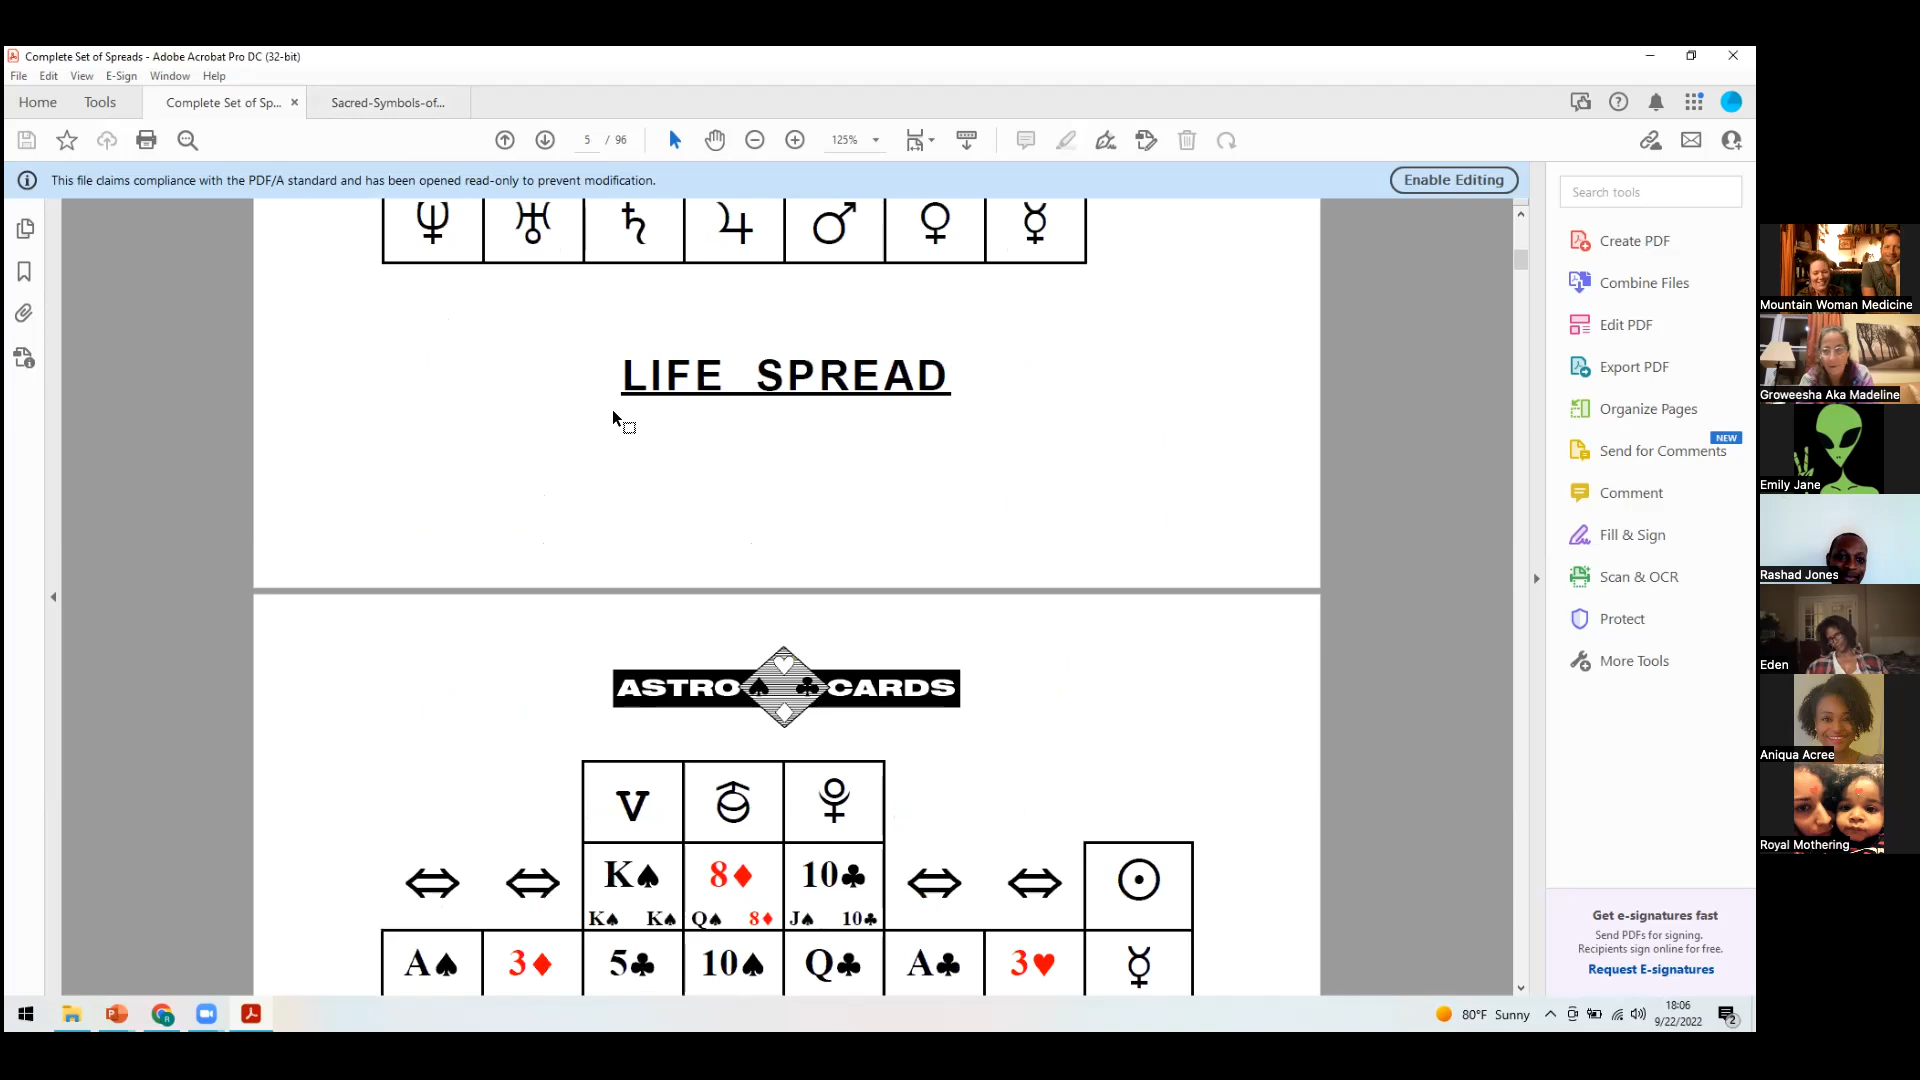 Complete Set of Spreads - Adobe Acrobat Pro DC (32-bit)
File Edit View E-Sign Window Help
Home Tools Complete Set of Sp... × Sacred-Symbols-of...
5 / 96 125%
This file claims compliance with the PDF/A standard and has been opened read-only to prevent modification.
Enable Editing
Search tools
♆ ♅ ♄ ♃ ♂ ♀ ☿
Create PDF
Combine Files
Edit PDF
Export PDF
Organize Pages
NEW
Send for Comments
Comment
Fill & Sign
Scan & OCR
Protect
More Tools
LIFE SPREAD
ASTRO CARDS
V
K♠ 8♦ 10♣
K♠ K♠ Q♠ 8♦ J♠ 10♣
A♠ 3♦ 5♣ 10♠ Q♣ A♣ 3♥ ☿
Get e-signatures fast
Send PDFs for signing.
Recipients sign online for free.
Request E-signatures
80°F Sunny
18:06
9/22/2022
2
Mountain Woman Medicine
Groweesha Aka Madeline
Emily Jane
Rashad Jones
Eden
Aniqua Acree
Royal Mothering